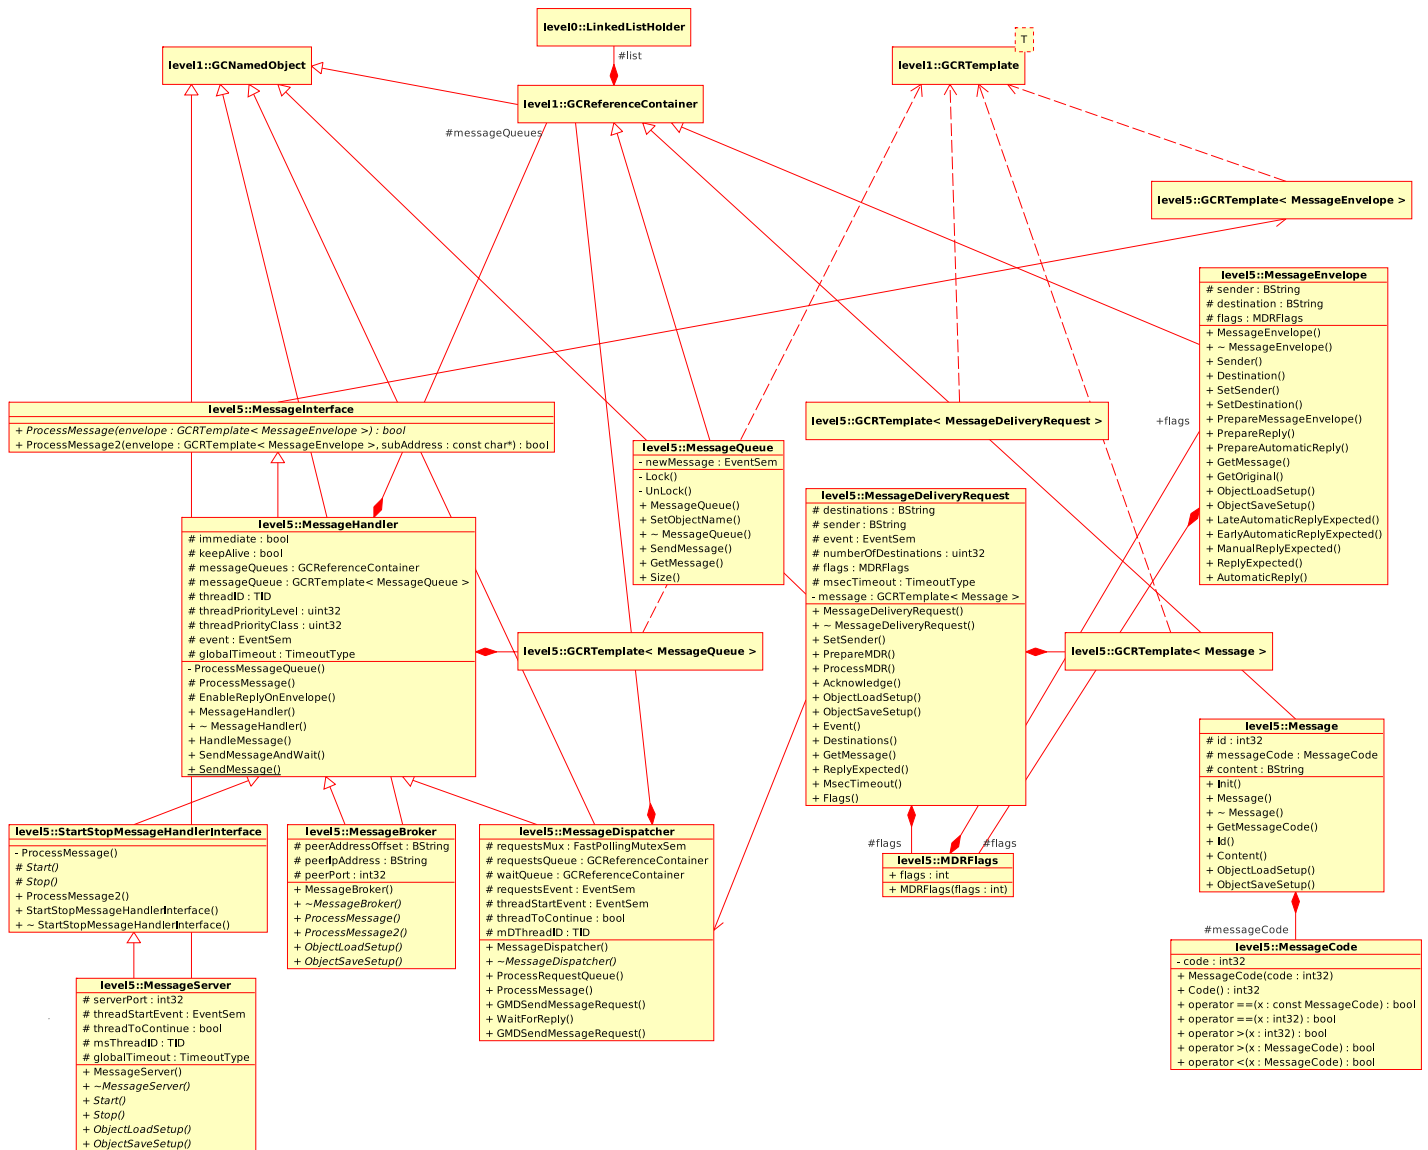 level0::LinkedListHolder
#list
T
level1::GCNamedObject
level1::GCRTemplate
level1::GCReferenceContainer
#messageQueues
level5::GCRTemplate< MessageEnvelope >
level5::MessageEnvelope
# sender : BString
# destination : BString
# flags : MDRFlags
+ MessageEnvelope()
+ ~ MessageEnvelope()
+ Sender()
+ Destination()
+ SetSender()
+ SetDestination()
+ PrepareMessageEnvelope()
+ PrepareReply()
+ PrepareAutomaticReply()
+ GetMessage()
+ GetOriginal()
+ ObjectLoadSetup()
+ ObjectSaveSetup()
+ LateAutomaticReplyExpected()
+ EarlyAutomaticReplyExpected()
+ ManualReplyExpected()
+ ReplyExpected()
+ AutomaticReply()
+flags
level5::MessageInterface
+ ProcessMessage(envelope : GCRTemplate< MessageEnvelope >) : bool
+ ProcessMessage2(envelope : GCRTemplate< MessageEnvelope >, subAddress : const char*) : bool
level5::GCRTemplate< MessageDeliveryRequest >
level5::MessageQueue
- newMessage : EventSem
- Lock()
- UnLock()
+ MessageQueue()
+ SetObjectName()
+ ~ MessageQueue()
+ SendMessage()
+ GetMessage()
+ Size()
level5::MessageDeliveryRequest
# destinations : BString
# sender : BString
# event : EventSem
# numberOfDestinations : uint32
# flags : MDRFlags
# msecTimeout : TimeoutType
- message : GCRTemplate< Message >
+ MessageDeliveryRequest()
+ ~ MessageDeliveryRequest()
+ SetSender()
+ PrepareMDR()
+ ProcessMDR()
+ Acknowledge()
+ ObjectLoadSetup()
+ ObjectSaveSetup()
+ Event()
+ Destinations()
+ GetMessage()
+ ReplyExpected()
+ MsecTimeout()
+ Flags()
level5::MessageHandler
# immediate : bool
# keepAlive : bool
# messageQueues : GCReferenceContainer
# messageQueue : GCRTemplate< MessageQueue >
# threadID : TID
# threadPriorityLevel : uint32
# threadPriorityClass : uint32
# event : EventSem
# globalTimeout : TimeoutType
- ProcessMessageQueue()
# ProcessMessage()
# EnableReplyOnEnvelope()
+ MessageHandler()
+ ~ MessageHandler()
+ HandleMessage()
+ SendMessageAndWait()
+ SendMessage()
level5::GCRTemplate< MessageQueue >
level5::GCRTemplate< Message >
level5::Message
# id : int32
# messageCode : MessageCode
# content : BString
+ Init()
+ Message()
+ ~ Message()
+ GetMessageCode()
+ Id()
+ Content()
+ ObjectLoadSetup()
+ ObjectSaveSetup()
#messageCode
level5::StartStopMessageHandlerInterface
- ProcessMessage()
# Start()
# Stop()
+ ProcessMessage2()
+ StartStopMessageHandlerInterface()
+ ~ StartStopMessageHandlerInterface()
level5::MessageBroker
# peerAddressOffset : BString
# peerIpAddress : BString
# peerPort : int32
+ MessageBroker()
+ ~MessageBroker()
+ ProcessMessage()
+ ProcessMessage2()
+ ObjectLoadSetup()
+ ObjectSaveSetup()
level5::MessageDispatcher
# requestsMux : FastPollingMutexSem
# requestsQueue : GCReferenceContainer
# waitQueue : GCReferenceContainer
# requestsEvent : EventSem
# threadStartEvent : EventSem
# threadToContinue : bool
# mDThreadID : TID
+ MessageDispatcher()
+ ~MessageDispatcher()
+ ProcessRequestQueue()
+ ProcessMessage()
+ GMDSendMessageRequest()
+ WaitForReply()
+ GMDSendMessageRequest()
#flags
#flags
level5::MDRFlags
+ flags : int
+ MDRFlags(flags : int)
level5::MessageCode
- code : int32
+ MessageCode(code : int32)
+ Code() : int32
+ operator ==(x : const MessageCode) : bool
+ operator ==(x : int32) : bool
+ operator >(x : int32) : bool
+ operator >(x : MessageCode) : bool
+ operator <(x : MessageCode) : bool
level5::MessageServer
# serverPort : int32
# threadStartEvent : EventSem
# threadToContinue : bool
# msThreadID : TID
# globalTimeout : TimeoutType
+ MessageServer()
+ ~MessageServer()
+ Start()
+ Stop()
+ ObjectLoadSetup()
+ ObjectSaveSetup()